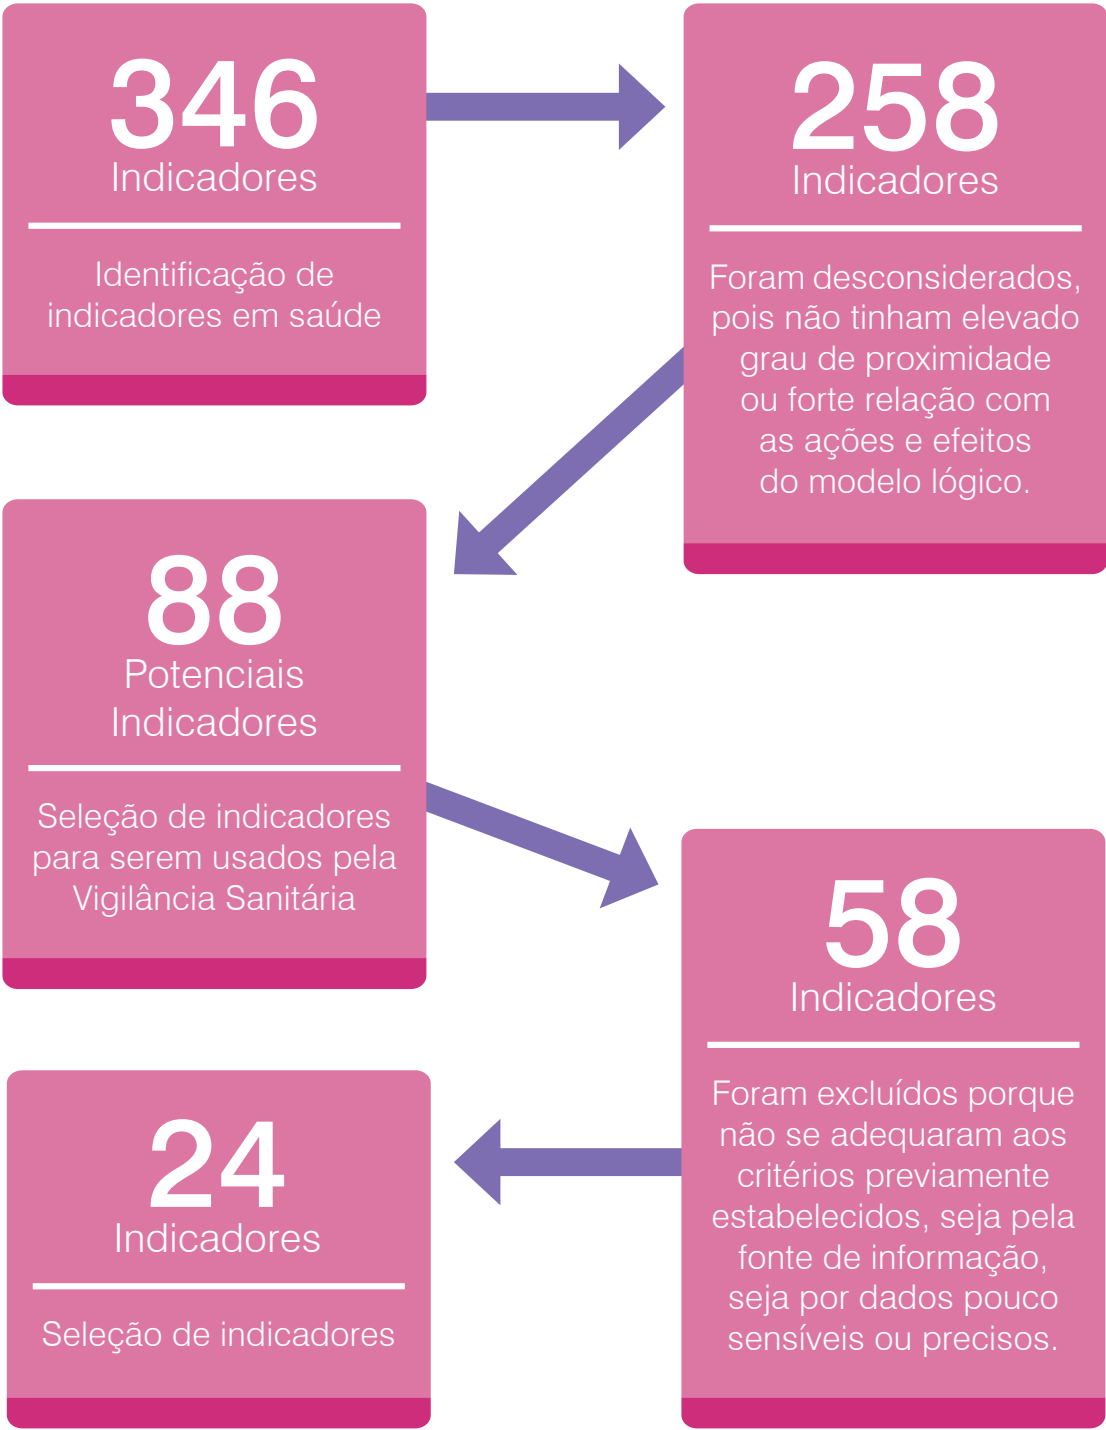 346
Indicadores
Identificação de
indicadores em saúde
258
Indicadores
Foram desconsiderados,
pois não tinham elevado
grau de proximidade
ou forte relação com
as ações e efeitos
do modelo lógico.
88
Potenciais
Indicadores
Seleção de indicadores
para serem usados pela
Vigilância Sanitária
58
Indicadores
Foram excluídos porque
não se adequaram aos
critérios previamente
estabelecidos, seja pela
fonte de informação,
seja por dados pouco
sensíveis ou precisos.
24
Indicadores
Seleção de indicadores